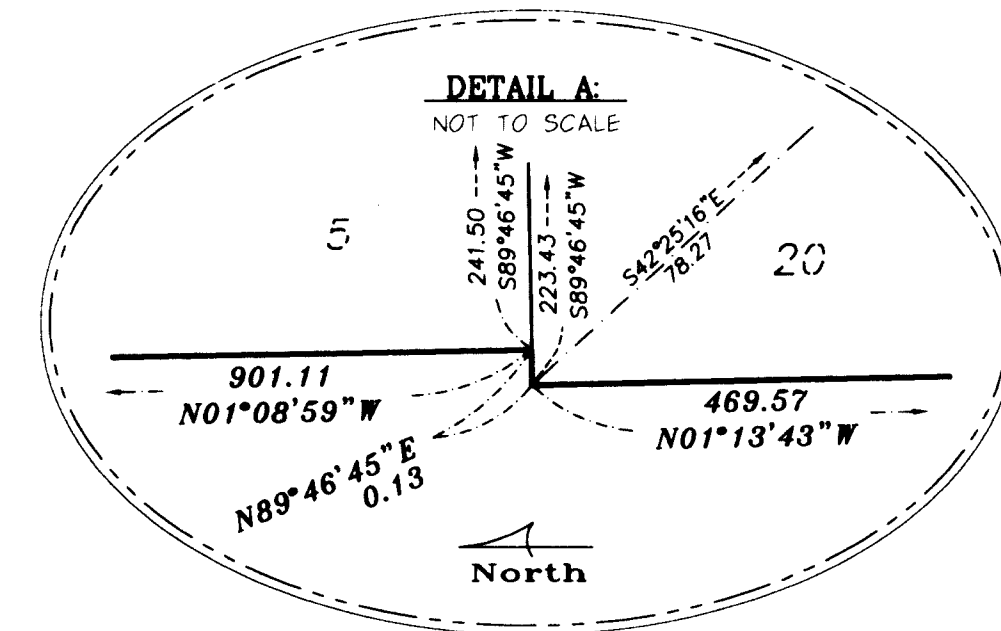 DETAIL A:
NOT TO SCALE
241.50
S89°46'45"W
223.43
S89°46'45"W
S42°25'16"E
78.27
5
20
901.11
N01°08'59"W
469.57
N01°13'43"W
N89°46'45"E
0.13
North